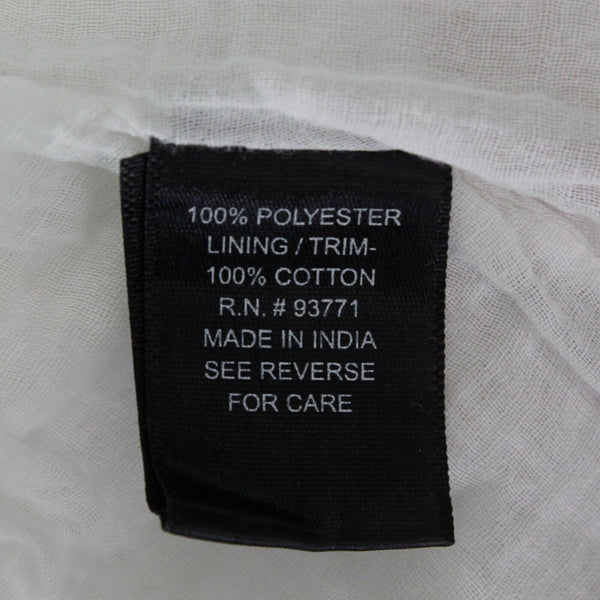 100% POLYESTER
LINING / TRIM-
100% COTTON
R.N. # 93771
MADE IN INDIA
SEE REVERSE
FOR CARE